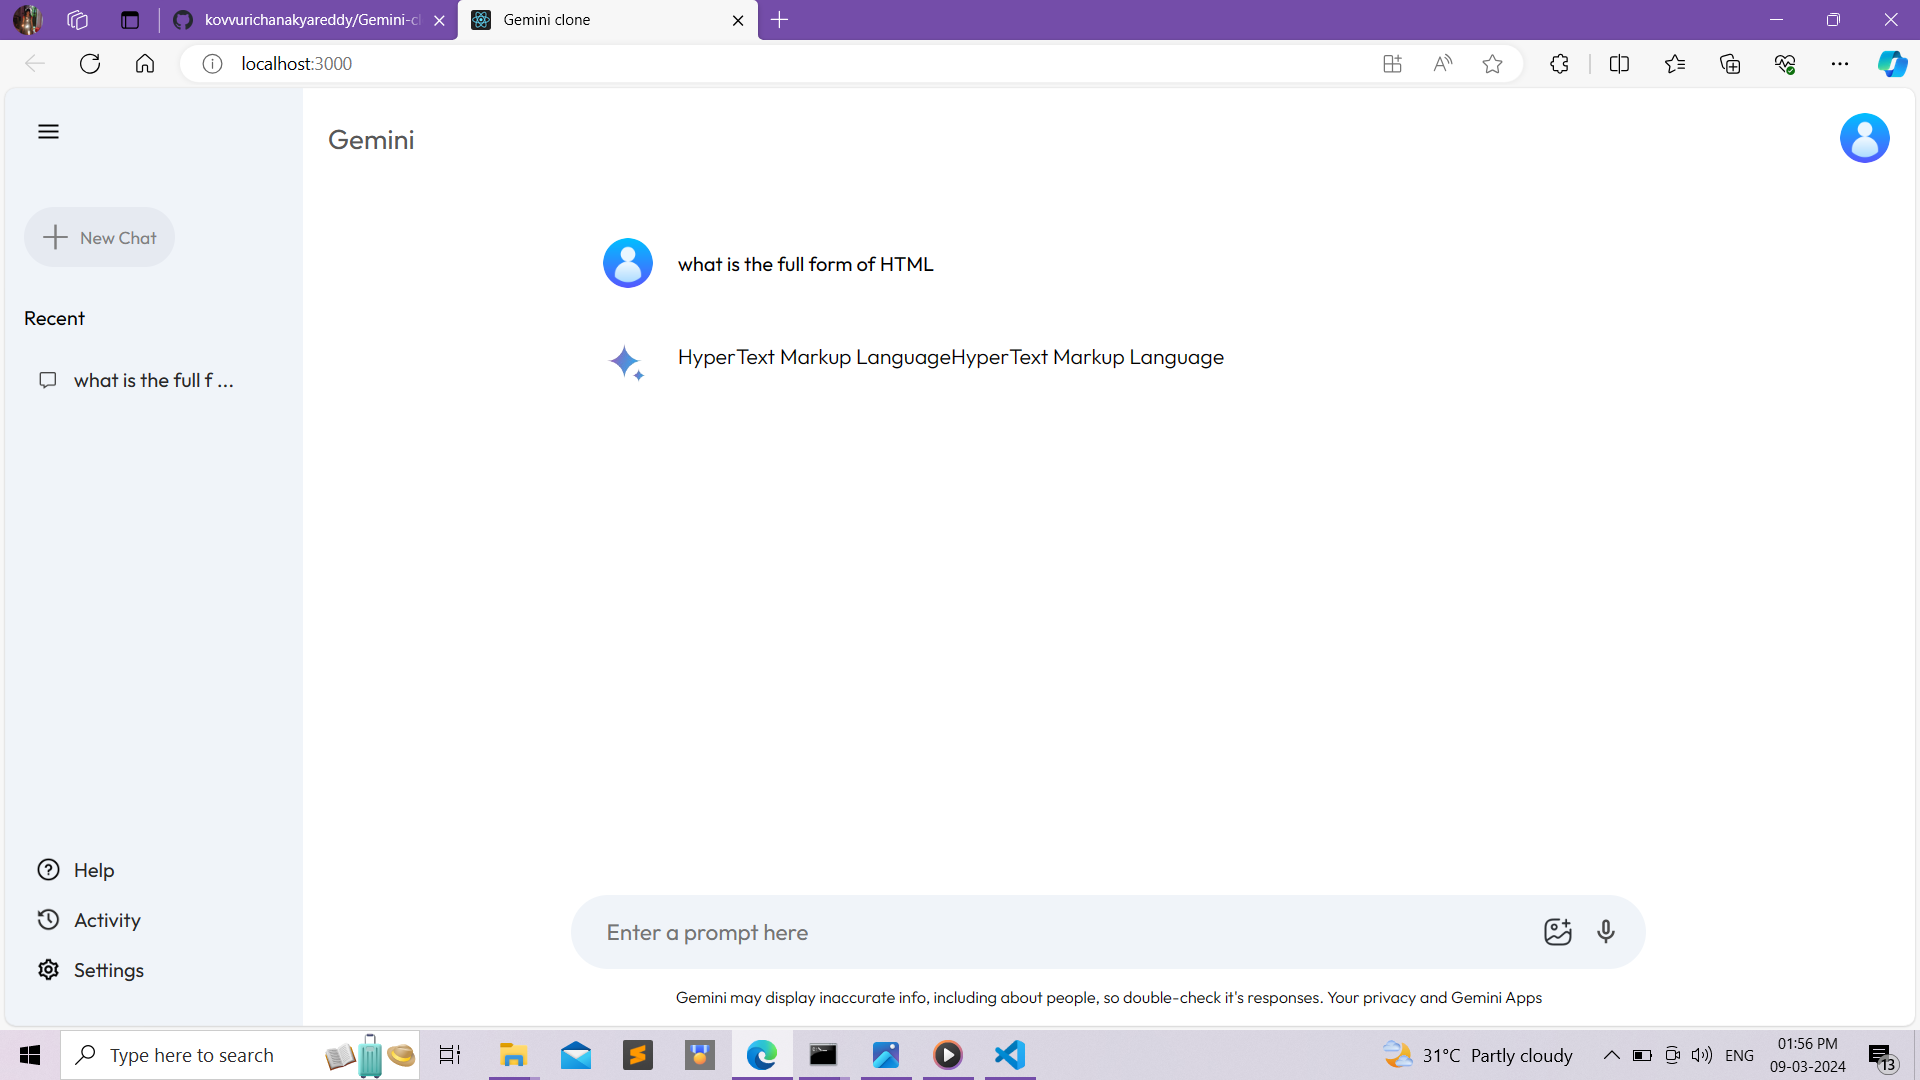 kovvurichanakyareddy/Gemini-cl
Gemini clone
localhost:3000
Gemini
New Chat
what is the full form of HTML
Recent
HyperText Markup LanguageHyperText Markup Language
what is the full f ...
Help
Activity
Enter a prompt here
Settings
Gemini may display inaccurate info, including about people, so double-check it's responses. Your privacy and Gemini Apps
Type here to search
31°C Partly cloudy
ENG
01:56 PM
09-03-2024
13